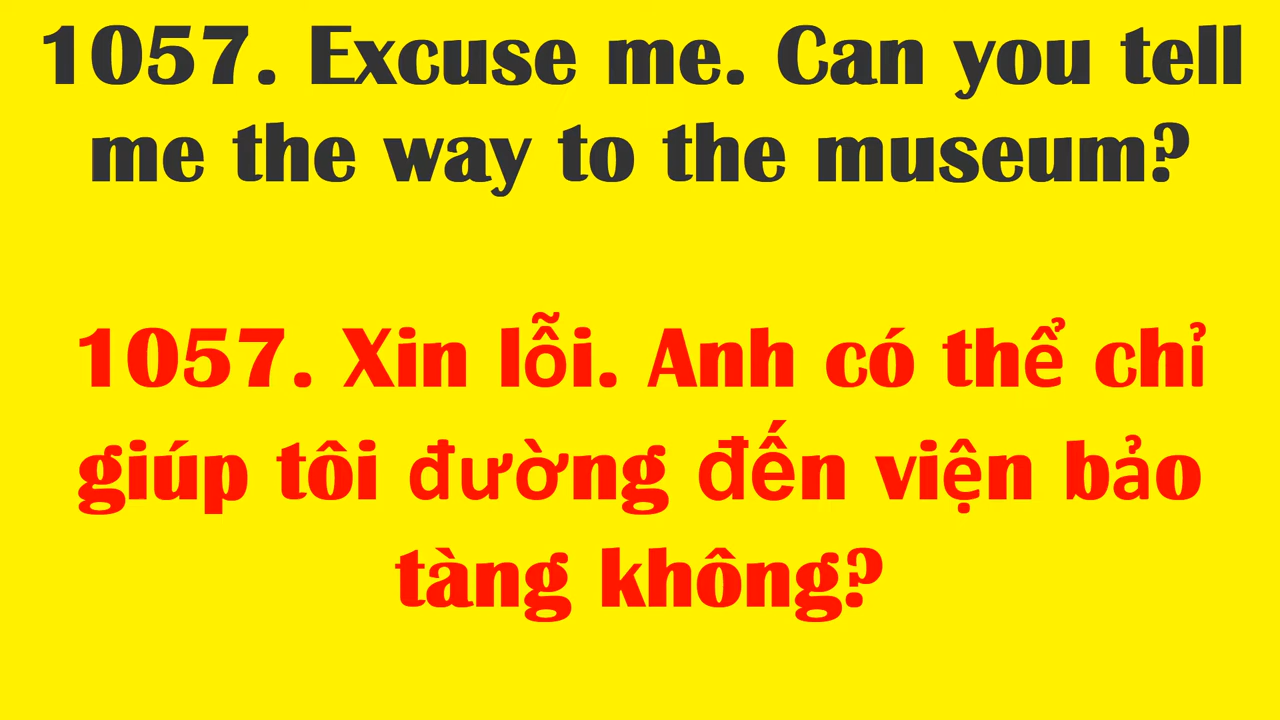 1057. Excuse me. Can you tell
me the way to the museum?
1057. Xin lỗi. Anh có thể chỉ
giúp tôi đường đến viện bảo
tàng không?